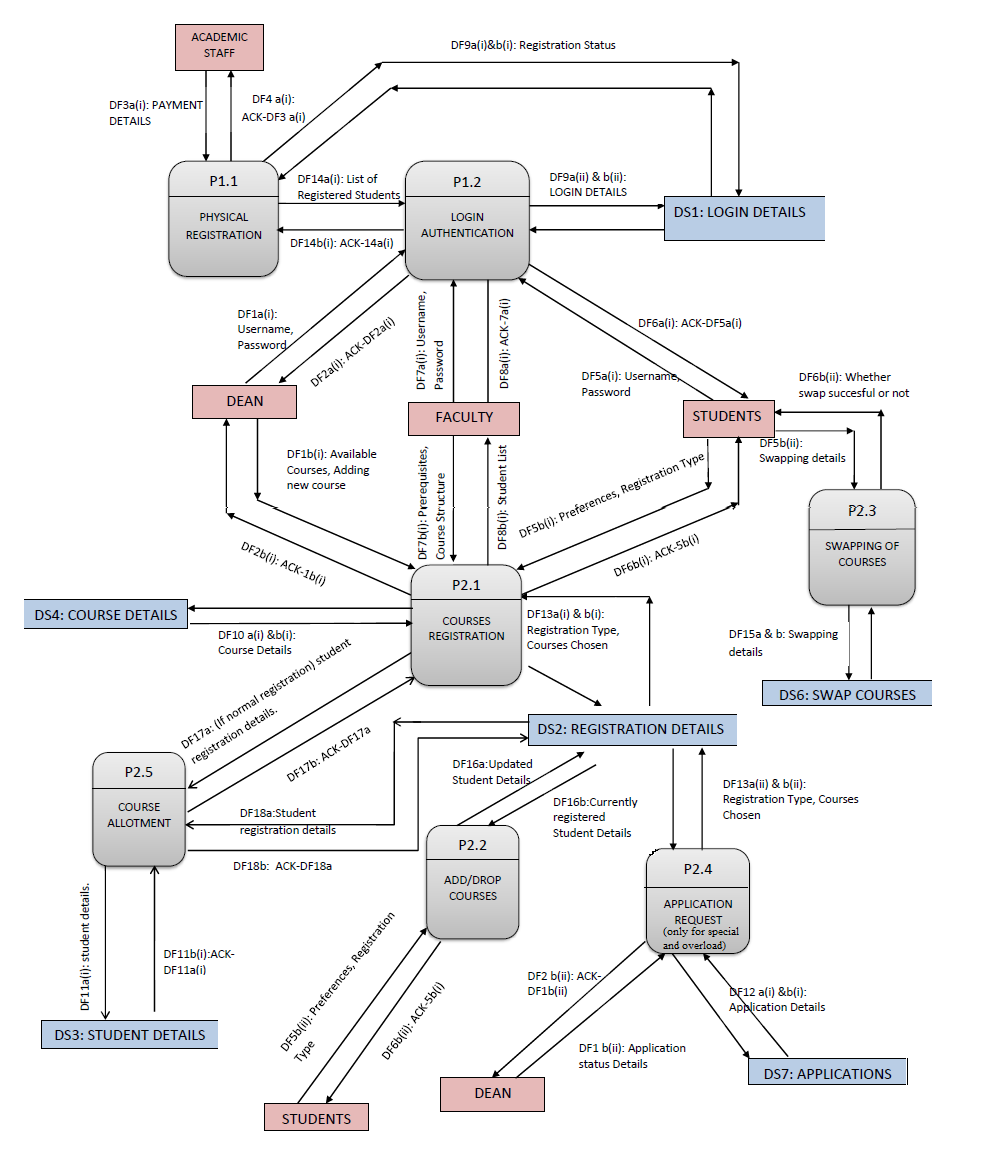 ACADEMIC
STAFF
DF9a(i)&b(i): Registration Status
DF3a(i): PAYMENT
DETAILS
DF4 a(i):
ACK-DF3 a(i)
P1.1
PHYSICAL
REGISTRATION
DF14a(i): List of
Registered Students
DF14b(i): ACK-14a(i)
P1.2
LOGIN
AUTHENTICATION
DF9a(ii) & b(ii):
LOGIN DETAILS
DS1: LOGIN DETAILS
DF1a(i):
Username,
Password
DF2a(i): ACK-DF2a(i)
DF7a(i): Username,
Password
DF8a(i): ACK-7a(i)
DF6a(i): ACK-DF5a(i)
DF5a(i): Username,
Password
DF6b(ii): Whether
swap succesful or not
DEAN
FACULTY
STUDENTS
DF5b(ii):
Swapping details
DF1b(i): Available
Courses, Adding
new course
DF7b(i): Prerequisites,
Course Structure
DF8b(i): Student List
DF5b(i): Preferences, Registration Type
DF6b(i): ACK-5b(i)
DF2b(i): ACK-1b(i)
P2.3
SWAPPING OF
COURSES
P2.1
COURSES
REGISTRATION
DS4: COURSE DETAILS
DF10 a(i) &b(i):
Course Details
DF13a(i) & b(i):
Registration Type,
Courses Chosen
DF15a & b: Swapping
details
DS6: SWAP COURSES
DF17a: (If normal registration) student
registration details.
DF17b: ACK-DF17a
DS2: REGISTRATION DETAILS
P2.5
COURSE
ALLOTMENT
DF16a:Updated
Student Details
DF16b:Currently
registered
Student Details
DF13a(ii) & b(ii):
Registration Type, Courses
Chosen
DF18a:Student
registration details
DF18b:  ACK-DF18a
P2.2
ADD/DROP
COURSES
P2.4
APPLICATION
REQUEST
(only for special
and overload)
DF11a(i): student details.
DF11b(i):ACK-
DF11a(i)
DF5b(ii): Preferences, Registration
Type
DF6b(ii): ACK-5b(i)
DF2 b(ii): ACK-
DF1b(ii)
DF12 a(i) &b(i):
Application Details
DS3: STUDENT DETAILS
DF1 b(ii): Application
status Details
DS7: APPLICATIONS
DEAN
STUDENTS